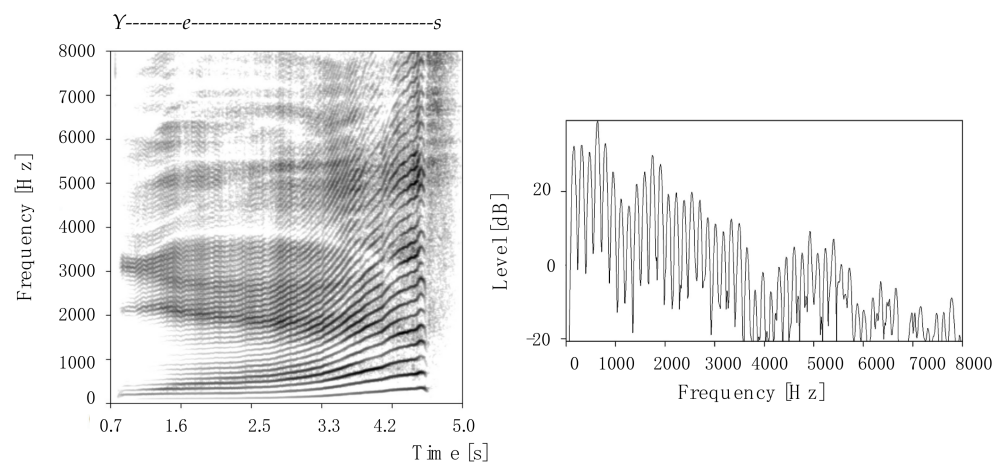 Y--------e----------------------------------s
8000
7000
6000
5000
4000
3000
2000
1000
0
Frequency [Hz]
0.7 1.6 2.5 3.3 4.2 5.0
Time [s]
20
0
-20
Level [dB]
0 1000 2000 3000 4000 5000 6000 7000 8000
Frequency [Hz]